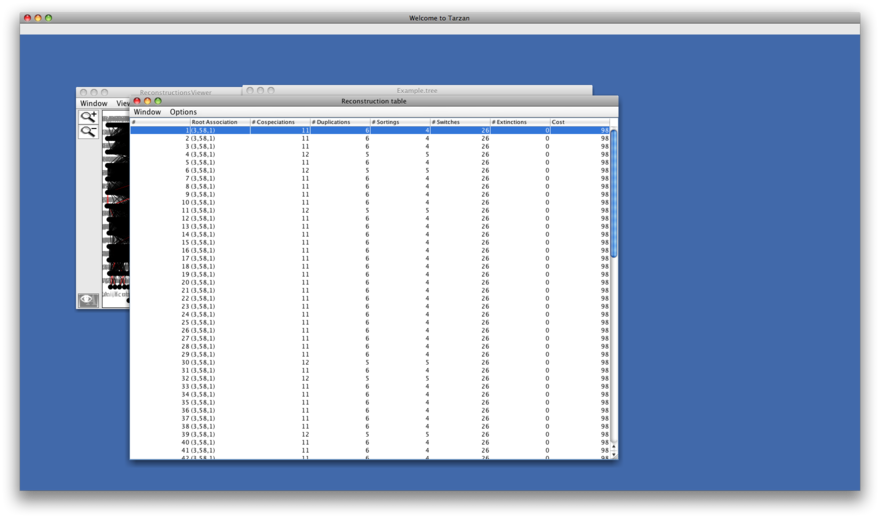 Welcome to Tarzan
ReconstructionsViewer
Example.tree
Window View
Reconstruction table
Window Options
# Root Association # Cospeciations # Duplications # Sortings # Switches # Extinctions Cost
1 (3,58,1) 11 6 4 26 0 98
2 (3,58,1) 11 6 4 26 0 98
3 (3,58,1) 11 6 4 26 0 98
4 (3,58,1) 12 5 5 26 0 98
5 (3,58,1) 11 6 4 26 0 98
6 (3,58,1) 12 5 5 26 0 98
7 (3,58,1) 11 6 4 26 0 98
8 (3,58,1) 11 6 4 26 0 98
9 (3,58,1) 11 6 4 26 0 98
10 (3,58,1) 11 6 4 26 0 98
11 (3,58,1) 12 5 5 26 0 98
12 (3,58,1) 11 6 4 26 0 98
13 (3,58,1) 11 6 4 26 0 98
14 (3,58,1) 11 6 4 26 0 98
15 (3,58,1) 11 6 4 26 0 98
16 (3,58,1) 11 6 4 26 0 98
17 (3,58,1) 11 6 4 26 0 98
18 (3,58,1) 11 6 4 26 0 98
19 (3,58,1) 11 6 4 26 0 98
20 (3,58,1) 11 6 4 26 0 98
21 (3,58,1) 11 6 4 26 0 98
22 (3,58,1) 11 6 4 26 0 98
23 (3,58,1) 11 6 4 26 0 98
24 (3,58,1) 11 6 4 26 0 98
25 (3,58,1) 11 6 4 26 0 98
26 (3,58,1) 11 6 4 26 0 98
27 (3,58,1) 11 6 4 26 0 98
28 (3,58,1) 11 6 4 26 0 98
29 (3,58,1) 11 6 4 26 0 98
30 (3,58,1) 12 5 5 26 0 98
31 (3,58,1) 11 6 4 26 0 98
32 (3,58,1) 12 5 5 26 0 98
33 (3,58,1) 11 6 4 26 0 98
34 (3,58,1) 11 6 4 26 0 98
35 (3,58,1) 11 6 4 26 0 98
36 (3,58,1) 11 6 4 26 0 98
37 (3,58,1) 11 6 4 26 0 98
38 (3,58,1) 11 6 4 26 0 98
39 (3,58,1) 12 5 5 26 0 98
40 (3,58,1) 11 6 4 26 0 98
41 (3,58,1) 11 6 4 26 0 98
42 (3,58,1) 11 6 4 26 0 98